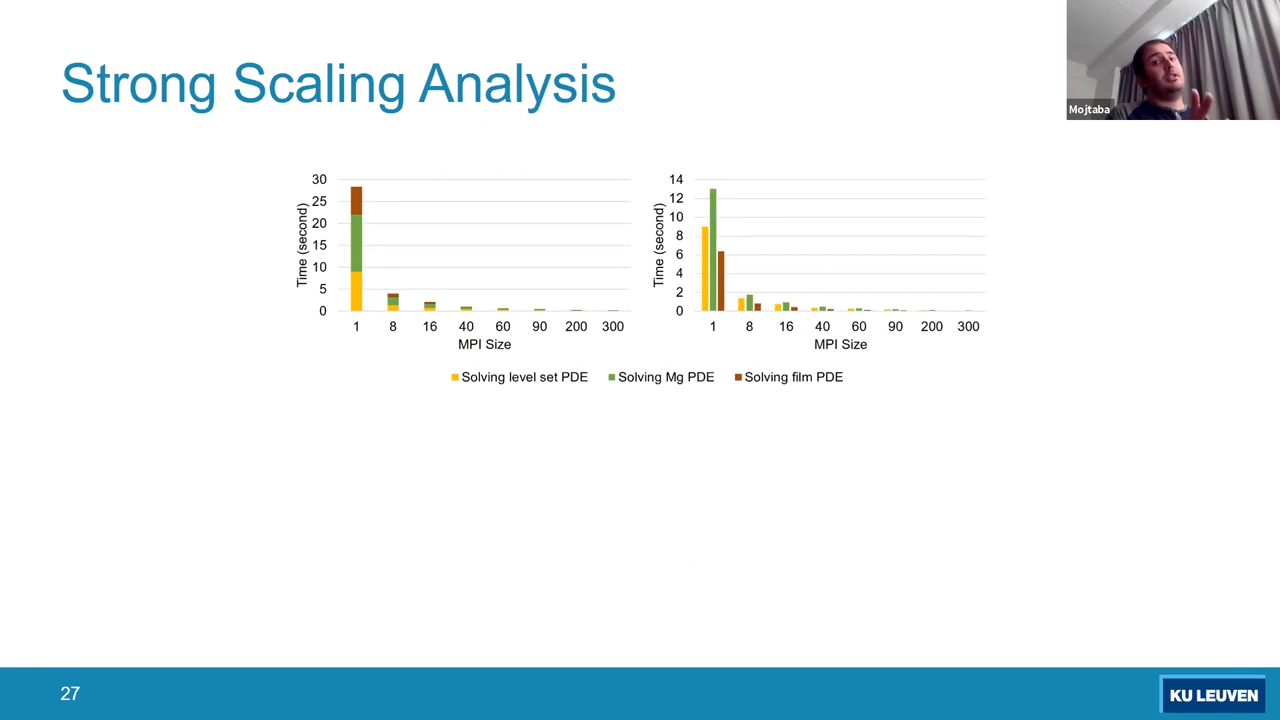 Strong Scaling Analysis
Mojtaba
30
25
20
15
10
5
0
Time (second)
1 8 16 40 60 90 200 300
MPI Size
14
12
10
8
6
4
2
0
Time (second)
1 8 16 40 60 90 200 300
MPI Size
Solving level set PDE Solving Mg PDE Solving film PDE
27
KU LEUVEN